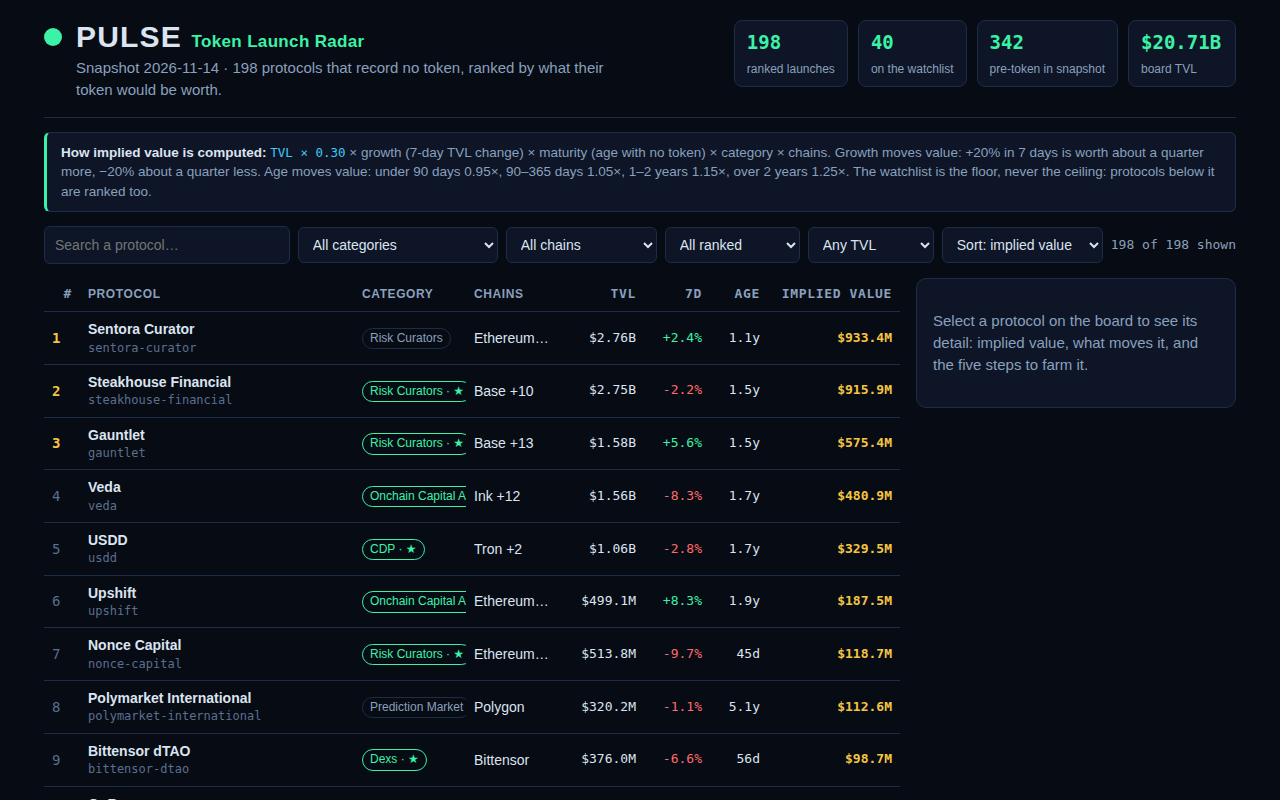 PULSE Token Launch Radar
Snapshot 2026-11-14 · 198 protocols that record no token, ranked by what their
token would be worth.
198
ranked launches
40
on the watchlist
342
pre-token in snapshot
$20.71B
board TVL
How implied value is computed: TVL × 0.30 × growth (7-day TVL change) × maturity (age with no token) × category × chains. Growth moves value: +20% in 7 days is worth about a quarter
more, −20% about a quarter less. Age moves value: under 90 days 0.95×, 90–365 days 1.05×, 1–2 years 1.15×, over 2 years 1.25×. The watchlist is the floor, never the ceiling: protocols below it
are ranked too.
Search a protocol… All categories All chains All ranked Any TVL Sort: implied value 198 of 198 shown
# PROTOCOL CATEGORY CHAINS TVL 7D AGE IMPLIED VALUE
1 Sentora Curator Risk Curators Ethereum… $2.76B +2.4% 1.1y $933.4M
sentora-curator
2 Steakhouse Financial Risk Curators · ★ Base +10 $2.75B -2.2% 1.5y $915.9M
steakhouse-financial
3 Gauntlet Risk Curators · ★ Base +13 $1.58B +5.6% 1.5y $575.4M
gauntlet
4 Veda Onchain Capital A Ink +12 $1.56B -8.3% 1.7y $480.9M
veda
5 USDD CDP · ★ Tron +2 $1.06B -2.8% 1.7y $329.5M
usdd
6 Upshift Onchain Capital A Ethereum… $499.1M +8.3% 1.9y $187.5M
upshift
7 Nonce Capital Risk Curators · ★ Ethereum… $513.8M -9.7% 45d $118.7M
nonce-capital
8 Polymarket International Prediction Market Polygon $320.2M -1.1% 5.1y $112.6M
polymarket-international
9 Bittensor dTAO Dexs · ★ Bittensor $376.0M -6.6% 56d $98.7M
bittensor-dtao
Select a protocol on the board to see its
detail: implied value, what moves it, and
the five steps to farm it.